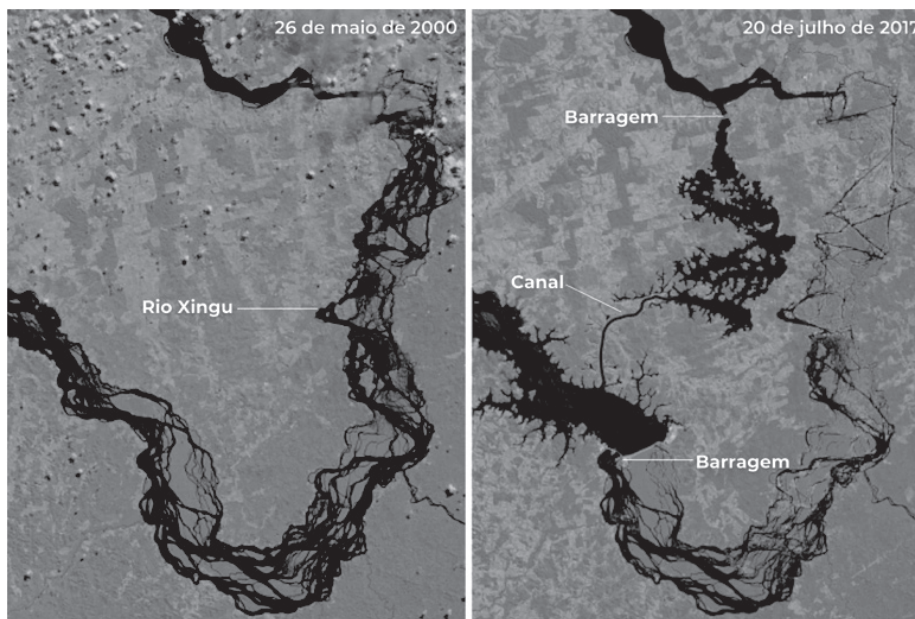 26 de maio de 2000
Rio Xingu
20 de julho de 2017
Barragem
Canal
Barragem